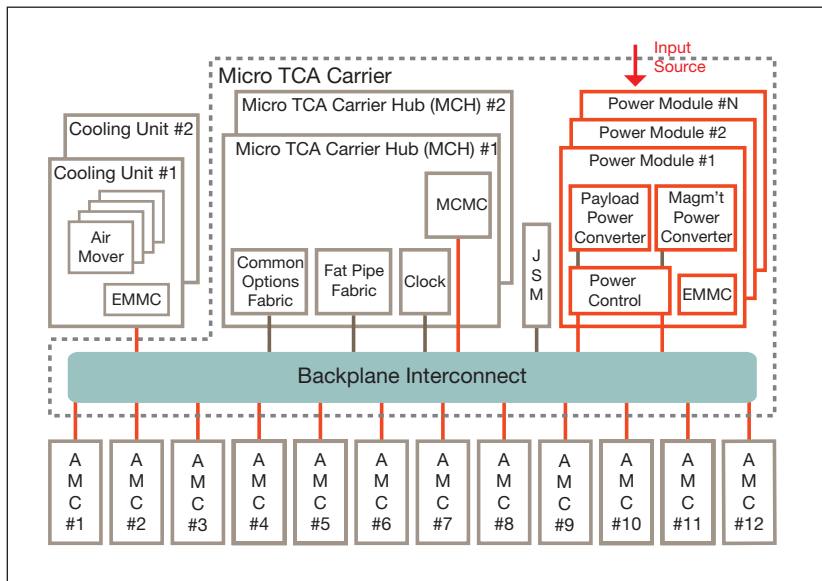 Input
Source
Micro TCA Carrier
Micro TCA Carrier Hub (MCH) #2
Micro TCA Carrier Hub (MCH) #1
MCMC
Common
Options
Fabric
Fat Pipe
Fabric
Clock
Cooling Unit #2
Cooling Unit #1
Air
Mover
EMMC
J
S
M
Power Module #N
Power Module #2
Power Module #1
Payload
Power
Converter
Magm't
Power
Converter
Power
Control
EMMC
Backplane Interconnect
A
M
C
#1
A
M
C
#2
A
M
C
#3
A
M
C
#4
A
M
C
#5
A
M
C
#6
A
M
C
#7
A
M
C
#8
A
M
C
#9
A
M
C
#10
A
M
C
#11
A
M
C
#12